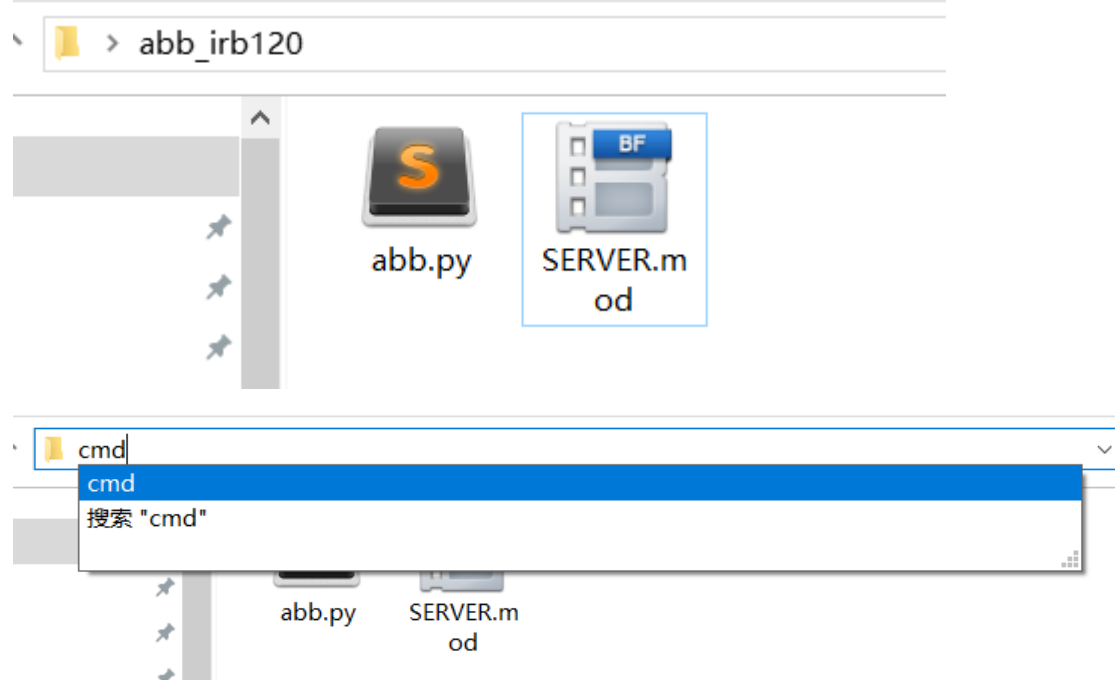 abb_irb120
S
BF
abb.py
SERVER.m
od
cmd
cmd
搜索 "cmd"
abb.py
SERVER.m
od